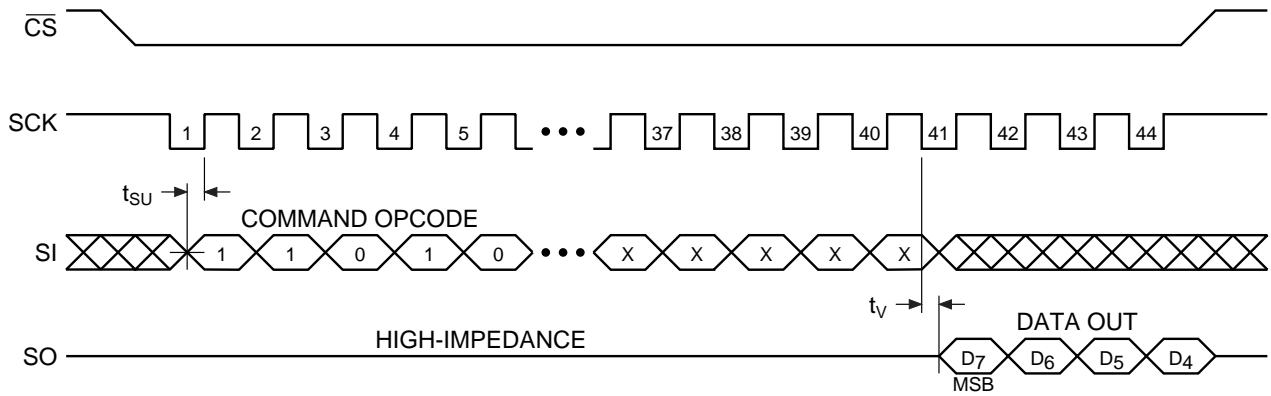 CS
SCK 1 2 3 4 5 ••• 37 38 39 40 41 42 43 44
tSU
COMMAND OPCODE
SI 1 1 0 1 0 ••• X X X X X
tV
HIGH-IMPEDANCE
DATA OUT
SO D7 D6 D5 D4
MSB